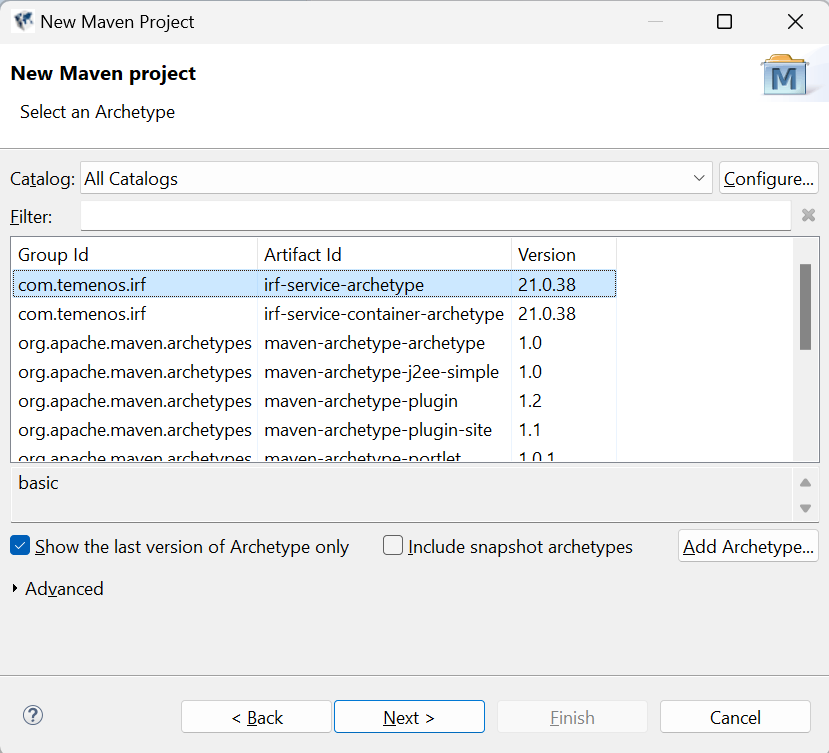 New Maven Project
New Maven project
Select an Archetype
Catalog: All Catalogs Configure...
Filter:
Group Id Artifact Id Version
com.temenos.irf irf-service-archetype 21.0.38
com.temenos.irf irf-service-container-archetype 21.0.38
org.apache.maven.archetypes maven-archetype-archetype 1.0
org.apache.maven.archetypes maven-archetype-j2ee-simple 1.0
org.apache.maven.archetypes maven-archetype-plugin 1.2
org.apache.maven.archetypes maven-archetype-plugin-site 1.1
org.apache.maven.archetypes maven-archetype-portlet 1.0.1
basic
Show the last version of Archetype only Include snapshot archetypes Add Archetype...
Advanced
? < Back Next > Finish Cancel